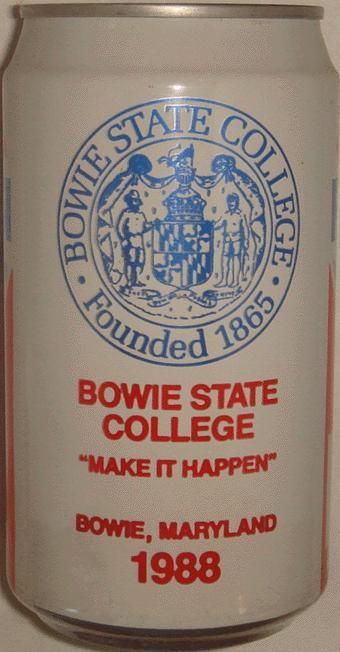 • BOWIE STATE COLLEGE •
Founded 1865
BOWIE STATE
COLLEGE
"MAKE IT HAPPEN"
BOWIE, MARYLAND
1988